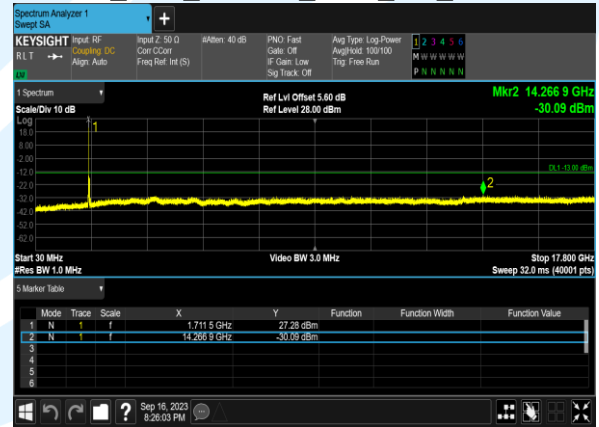 Spectrum Analyzer 1
Swept SA
+
KEYSIGHT
RLT
Input: RF
Coupling: DC
Align: Auto
Input Z: 50 Ω
Corr CCorr
Freq Ref: Int (S)
#Atten: 40 dB
PNO: Fast
Gate: Off
IF Gain: Low
Sig Track: Off
Avg Type: Log-Power
Avg|Hold: 100/100
Trig: Free Run
1 2 3 4 5 6
M W W W W W
P N N N N N
LXI
1 Spectrum
Scale/Div 10 dB
Ref Lvl Offset 5.60 dB
Ref Level 28.00 dBm
Mkr2 14.266 9 GHz
-30.09 dBm
Log
18.0
8.00
-2.00
-12.0
-22.0
-32.0
-42.0
-52.0
-62.0
1
DL1 -13.00 dBm
2
Start 30 MHz
#Res BW 1.0 MHz
Video BW 3.0 MHz
Stop 17.800 GHz
Sweep 32.0 ms (40001 pts)
5 Marker Table
Mode Trace Scale X Y Function Function Width Function Value
1 N 1 f 1.711 5 GHz 27.28 dBm
2 N 1 f 14.266 9 GHz -30.09 dBm
3
4
5
6
?
Sep 16, 2023
8:26:03 PM